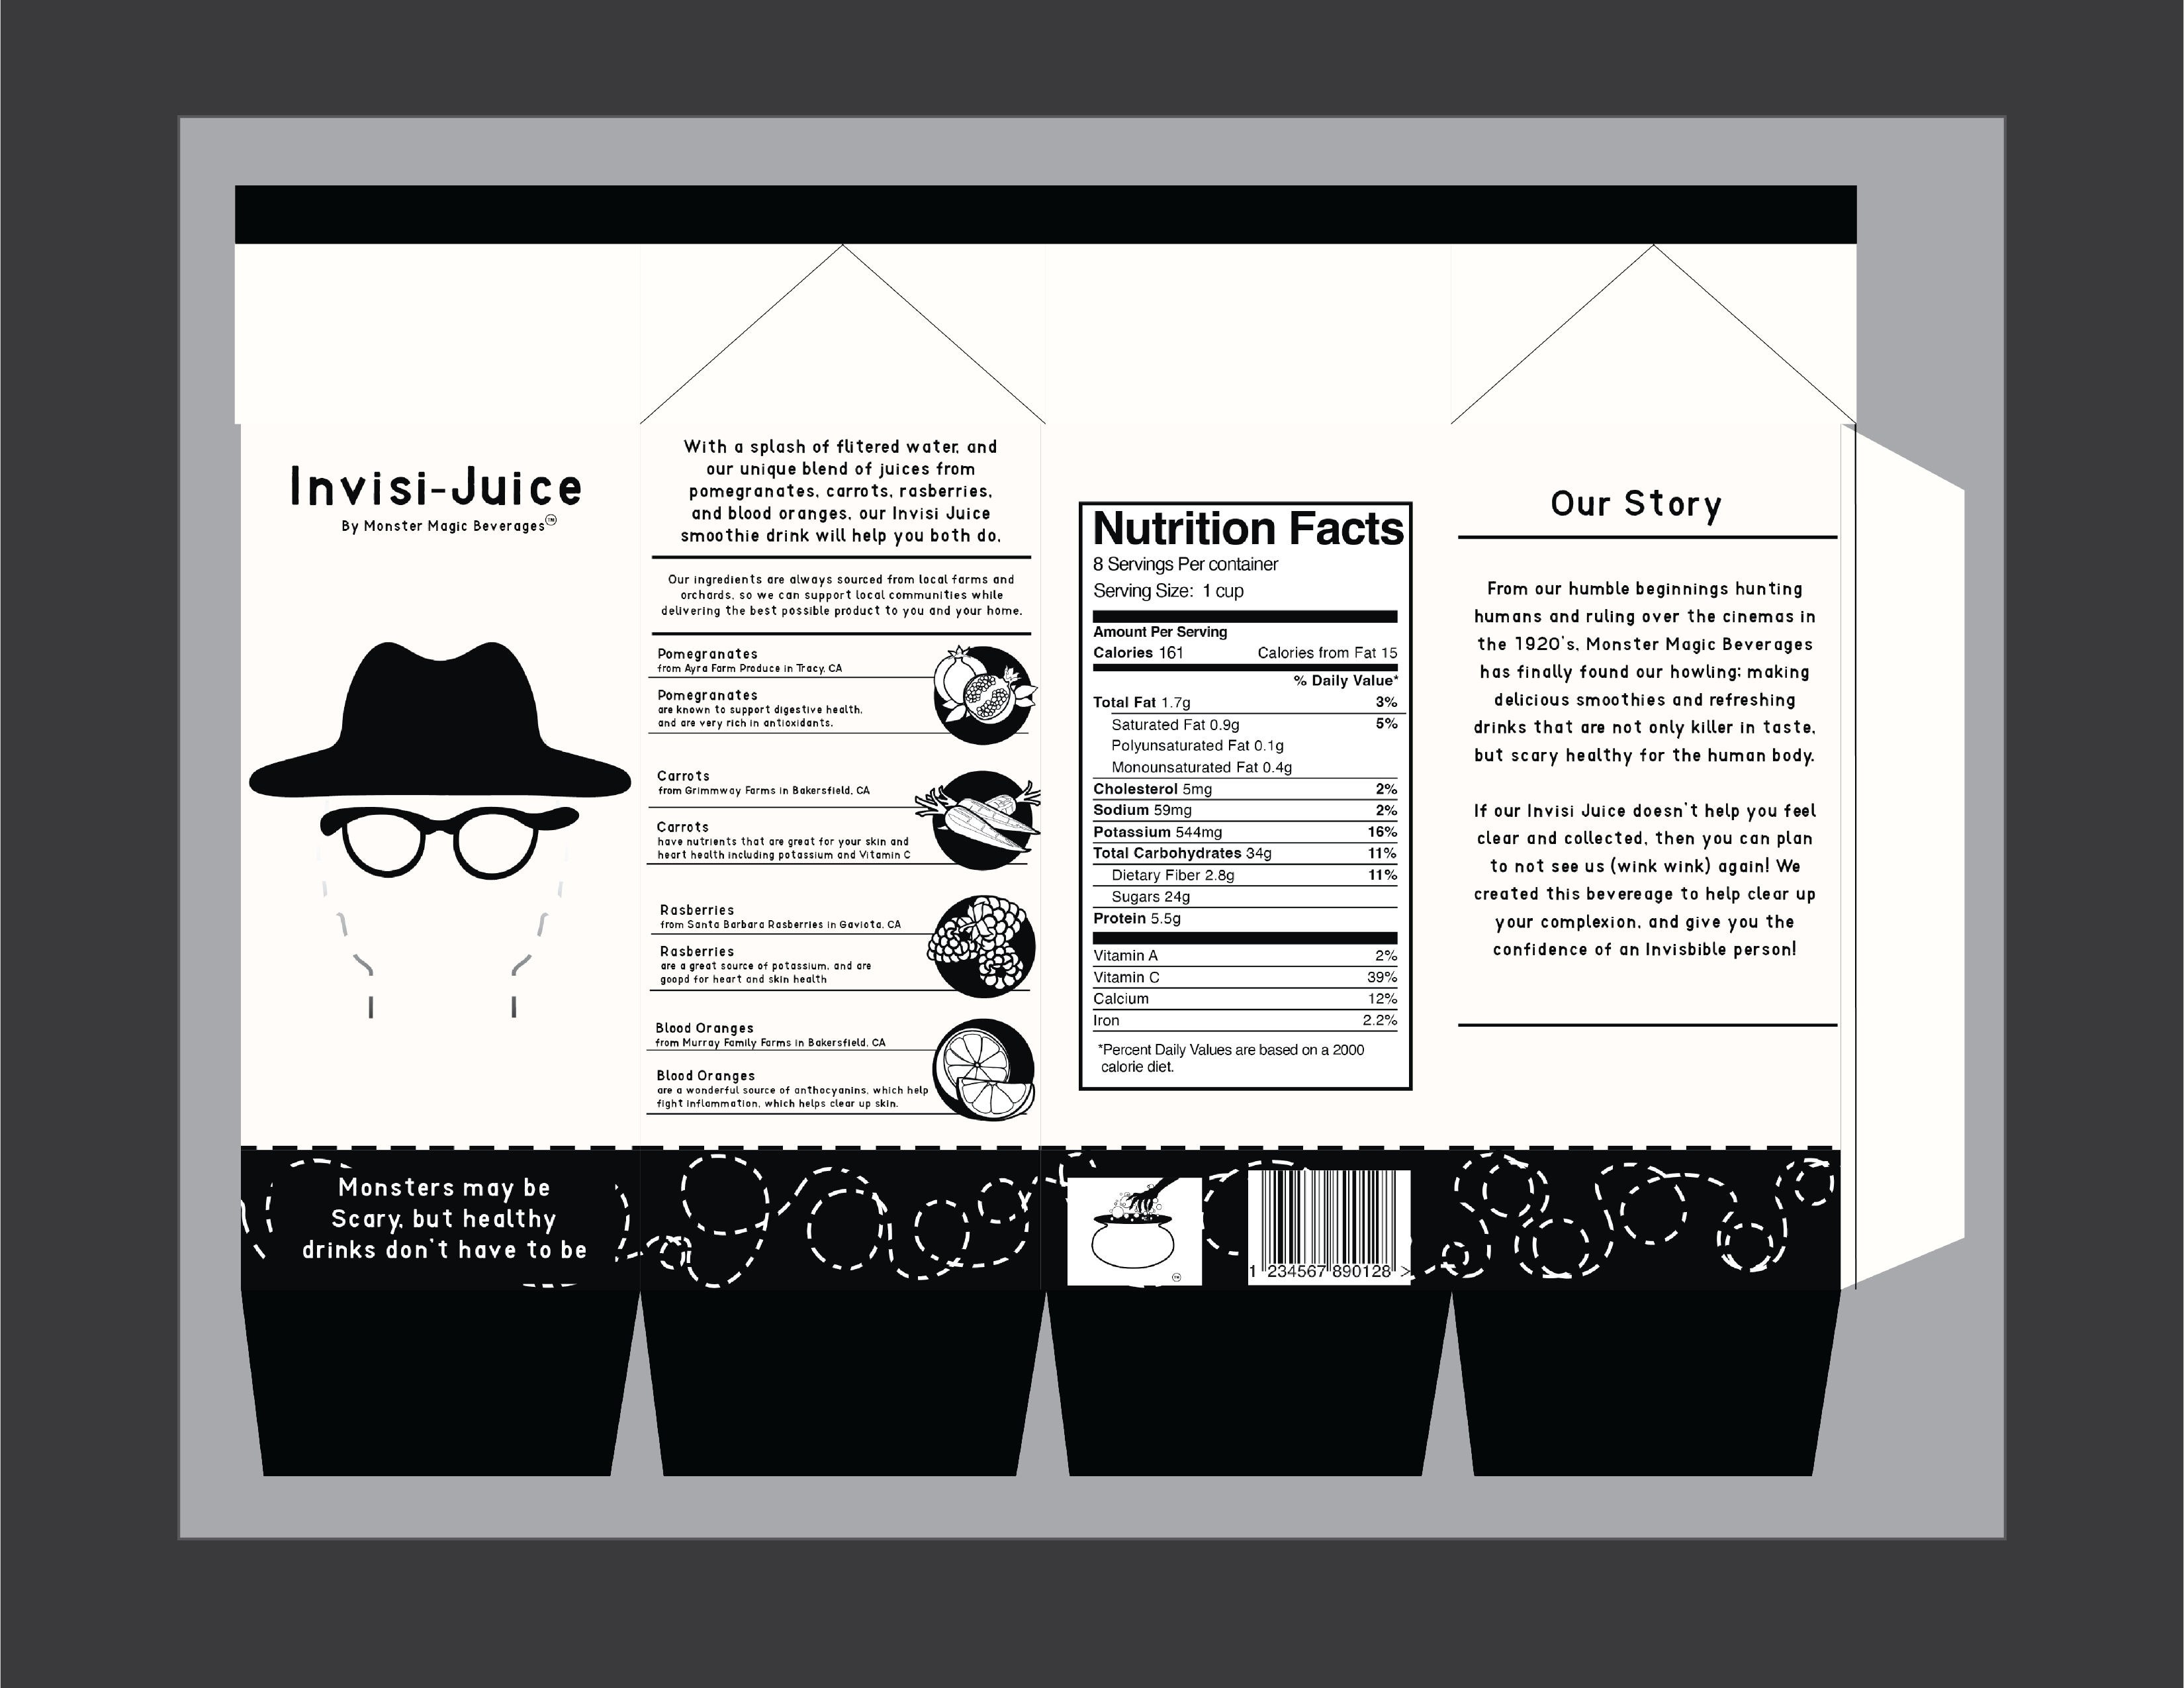 Invisi-Juice
By Monster Magic Beverages™
Monsters may be
Scary, but healthy
drinks don't have to be
With a splash of flitered water, and
our unique blend of juices from
pomegranates, carrots, rasberries,
and blood oranges, our Invisi Juice
smoothie drink will help you both do.
Our ingredients are always sourced from local farms and
orchards, so we can support local communities while
delivering the best possible product to you and your home.
Pomegranates
from Ayra Farm Produce in Tracy, CA
Pomegranates
are known to support digestive health,
and are very rich in antioxidants.
Carrots
from Grimmway Farms in Bakersfield, CA
Carrots
have nutrients that are great for your skin and
heart health including potassium and Vitamin C
Rasberries
from Santa Barbara Rasberries in Gaviota, CA
Rasberries
are a great source of potassium, and are
goopd for heart and skin health
Blood Oranges
from Murray Family Farms in Bakersfield, CA
Blood Oranges
are a wonderful source of anthocyanins, which help
fight inflammation, which helps clear up skin.
Nutrition Facts
8 Servings Per container
Serving Size: 1 cup
Amount Per Serving
Calories 161 Calories from Fat 15
% Daily Value*
Total Fat 1.7g 3%
Saturated Fat 0.9g 5%
Polyunsaturated Fat 0.1g
Monounsaturated Fat 0.4g
Cholesterol 5mg 2%
Sodium 59mg 2%
Potassium 544mg 16%
Total Carbohydrates 34g 11%
Dietary Fiber 2.8g 11%
Sugars 24g
Protein 5.5g
Vitamin A 2%
Vitamin C 39%
Calcium 12%
Iron 2.2%
*Percent Daily Values are based on a 2000
calorie diet.
™
1 234567 890128 >
Our Story
From our humble beginnings hunting
humans and ruling over the cinemas in
the 1920's, Monster Magic Beverages
has finally found our howling; making
delicious smoothies and refreshing
drinks that are not only killer in taste,
but scary healthy for the human body.
If our Invisi Juice doesn't help you feel
clear and collected, then you can plan
to not see us (wink wink) again! We
created this bevereage to help clear up
your complexion, and give you the
confidence of an Invisbible person!